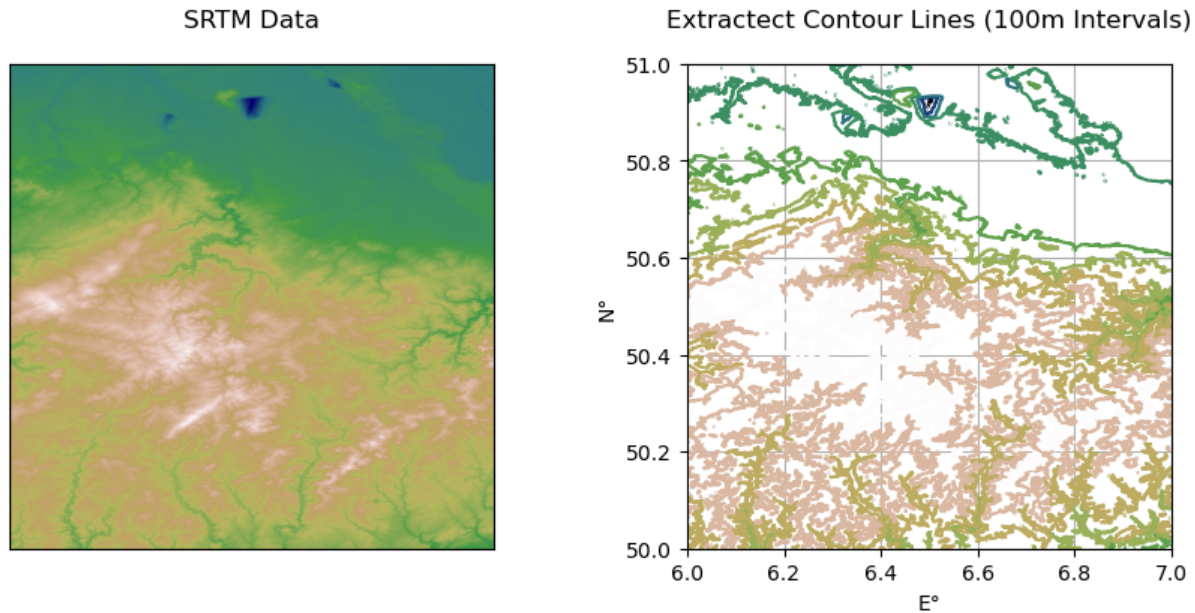 SRTM Data
Extractect Contour Lines (100m Intervals)
51.0
50.8
50.6
N°
50.4
50.2
50.0
6.0 6.2 6.4 6.6 6.8 7.0
E°